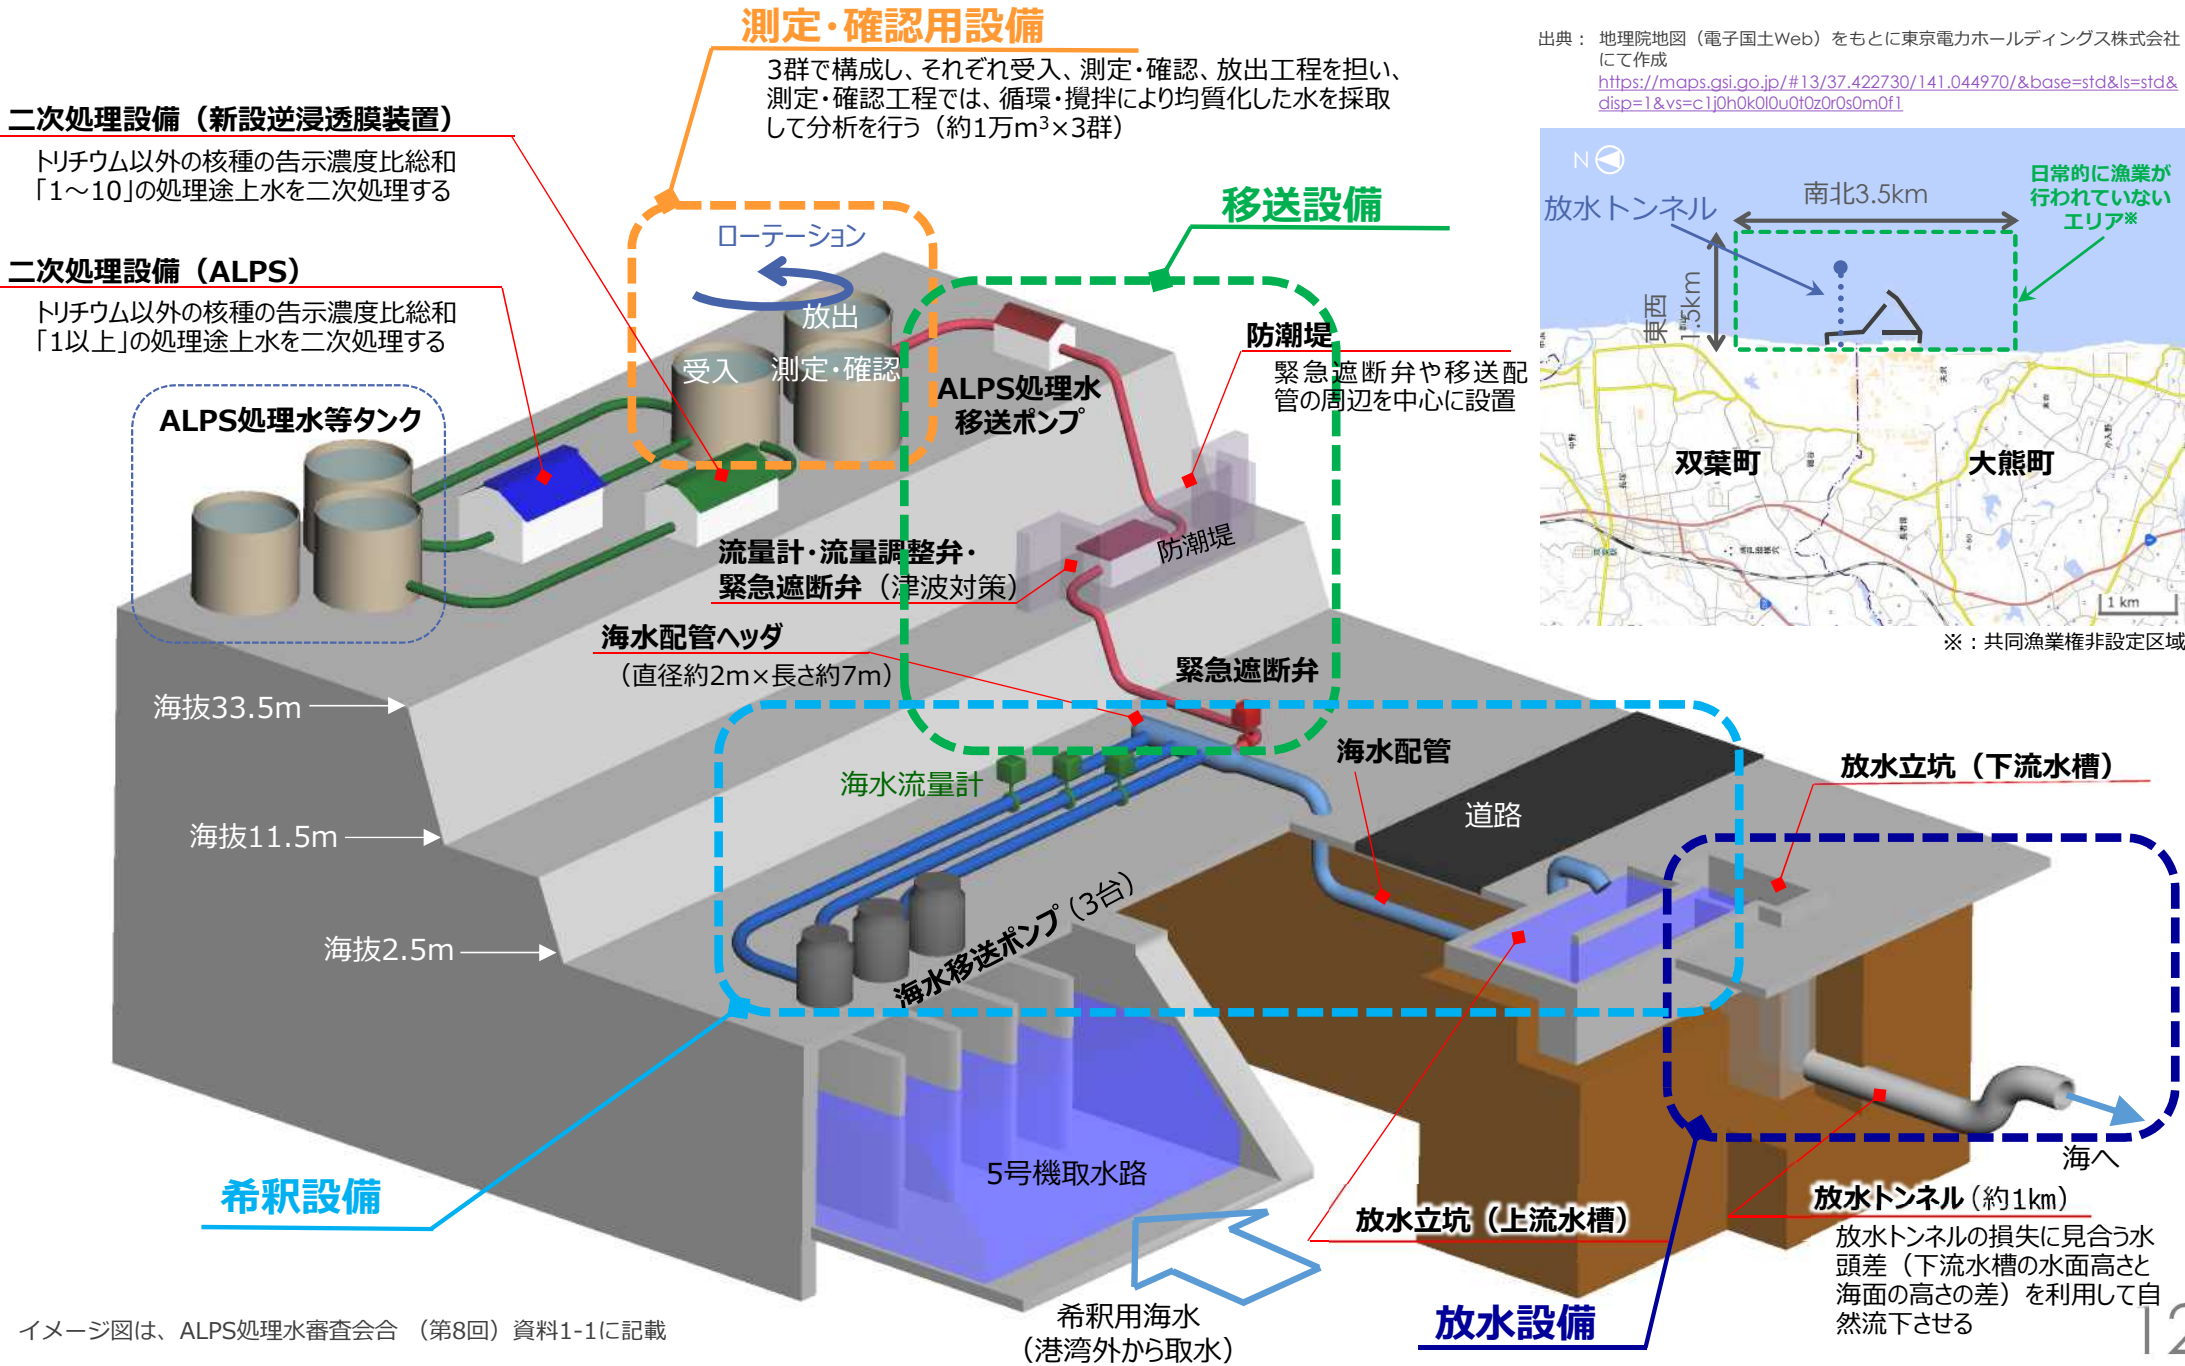 測定・確認用設備
3群で構成し、それぞれ受入、測定・確認、放出工程を担い、
測定・確認工程では、循環・攪拌により均質化した水を採取
して分析を行う（約1万m³×3群）
出典： 地理院地図（電子国土Web）をもとに東京電力ホールディングス株式会社
にて作成
https://maps.gsi.go.jp/#13/37.422730/141.044970/&base=std&ls=std&
disp=1&vs=c1j0h0k0l0u0t0z0r0s0m0f1
二次処理設備（新設逆浸透膜装置）
トリチウム以外の核種の告示濃度比総和
「1～10」の処理途上水を二次処理する
二次処理設備（ALPS）
トリチウム以外の核種の告示濃度比総和
「1以上」の処理途上水を二次処理する
ALPS処理水等タンク
ローテーション
放出
受入
測定・確認
移送設備
ALPS処理水
移送ポンプ
防潮堤
緊急遮断弁や移送配
管の周辺を中心に設置
防潮堤
N
放水トンネル
南北3.5km
東西
1.5km
日常的に漁業が
行われていない
エリア※
双葉町
大熊町
1 km
※：共同漁業権非設定区域
流量計・流量調整弁・
緊急遮断弁（津波対策）
海水配管ヘッダ
（直径約2m×長さ約7m）
緊急遮断弁
海抜33.5m
海抜11.5m
海抜2.5m
海水流量計
海水配管
道路
放水立坑（下流水槽）
海水移送ポンプ（3台）
5号機取水路
希釈設備
希釈用海水
（港湾外から取水）
放水立坑（上流水槽）
放水設備
海へ
放水トンネル（約1km）
放水トンネルの損失に見合う水
頭差（下流水槽の水面高さと
海面の高さの差）を利用して自
然流下させる
イメージ図は、ALPS処理水審査会合 （第8回）資料1-1に記載
12